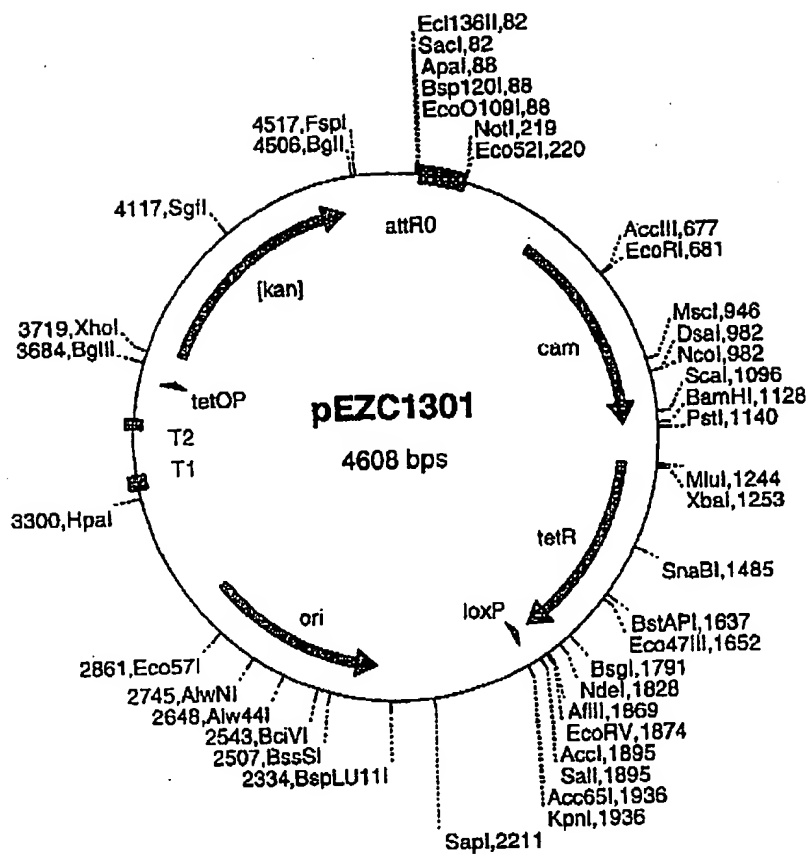 Ecl136II,82
SacI,82
ApaI,88
Bsp120I,88
EcoO109I,88
NotI,219
Eco52I,220
4517,FspI
4506,BglI
4117,SgfI
attR0
AccIII,677
EcoRI,681
[kan]
MscI,946
DsaI,982
NcoI,982
ScaI,1096
BamHI,1128
PstI,1140
cam
3719,XhoI
3684,BglII
tetOP
pEZC1301
4608 bps
T2
T1
MluI,1244
XbaI,1253
3300,HpaI
tetR
SnaBI,1485
loxP
ori
BstAPI,1637
Eco47III,1652
BsgI,1791
NdeI,1828
AflII,1869
EcoRV,1874
AccI,1895
SalI,1895
Acc65I,1936
KpnI,1936
2861,Eco57I
2745,AlwNI
2648,Alw44I
2543,BciVI
2507,BssSI
2334,BspLU11I
SapI,2211